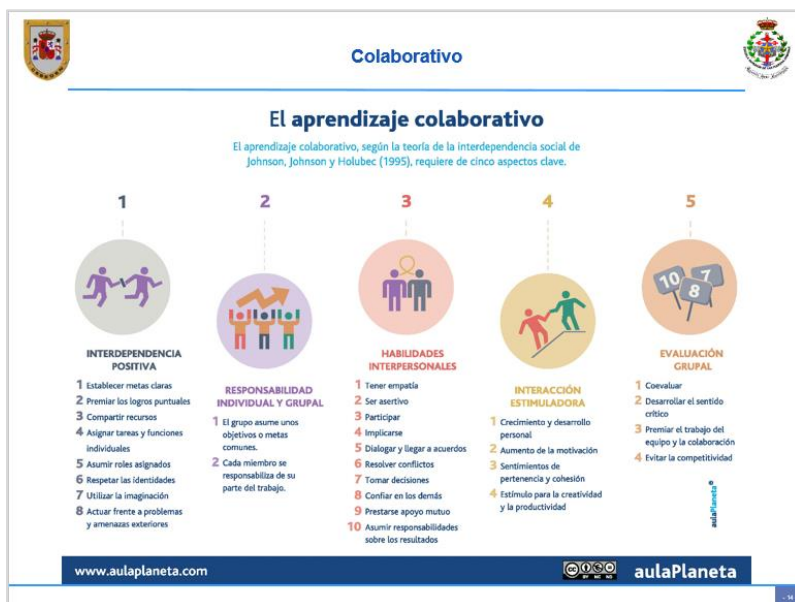 Colaborativo
El aprendizaje colaborativo
El aprendizaje colaborativo, según la teoría de la interdependencia social de
Johnson, Johnson y Holubec (1995), requiere de cinco aspectos clave.
1
INTERDEPENDENCIA
POSITIVA
1 Establecer metas claras
2 Premiar los logros puntuales
3 Compartir recursos
4 Asignar tareas y funciones
individuales
5 Asumir roles asignados
6 Respetar las identidades
7 Utilizar la imaginación
8 Actuar frente a problemas
y amenazas exteriores
2
RESPONSABILIDAD
INDIVIDUAL Y GRUPAL
1 El grupo asume unos
objetivos o metas
comunes.
2 Cada miembro se
responsabiliza de su
parte del trabajo.
3
HABILIDADES
INTERPERSONALES
1 Tener empatía
2 Ser asertivo
3 Participar
4 Implicarse
5 Dialogar y llegar a acuerdos
6 Resolver conflictos
7 Tomar decisiones
8 Confiar en los demás
9 Prestarse apoyo mutuo
10 Asumir responsabilidades
sobre los resultados
4
INTERACCIÓN
ESTIMULADORA
1 Crecimiento y desarrollo
personal
2 Aumento de la motivación
3 Sentimientos de
pertenencia y cohesión
4 Estímulo para la creatividad
y la productividad
5
10
7
8
EVALUACIÓN
GRUPAL
1 Coevaluar
2 Desarrollar el sentido
crítico
3 Premiar el trabajo del
equipo y la colaboración
4 Evitar la competitividad
aulaPlaneta
www.aulaplaneta.com
BY NC ND
aulaPlaneta
- 14